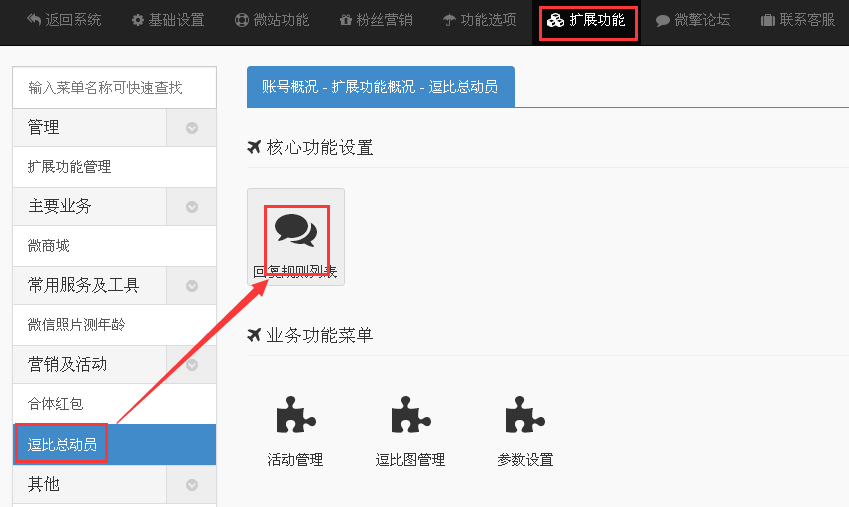 返回系统 基础设置 微站功能 粉丝营销 功能选项 扩展功能 微擎论坛 联系客服
输入菜单名称可快速查找
管理
扩展功能管理
主要业务
微商城
常用服务及工具
微信照片测年龄
营销及活动
合体红包
逗比总动员
其他
账号概况 - 扩展功能概况 - 逗比总动员
核心功能设置
回复规则列表
业务功能菜单
活动管理 逗比图管理 参数设置